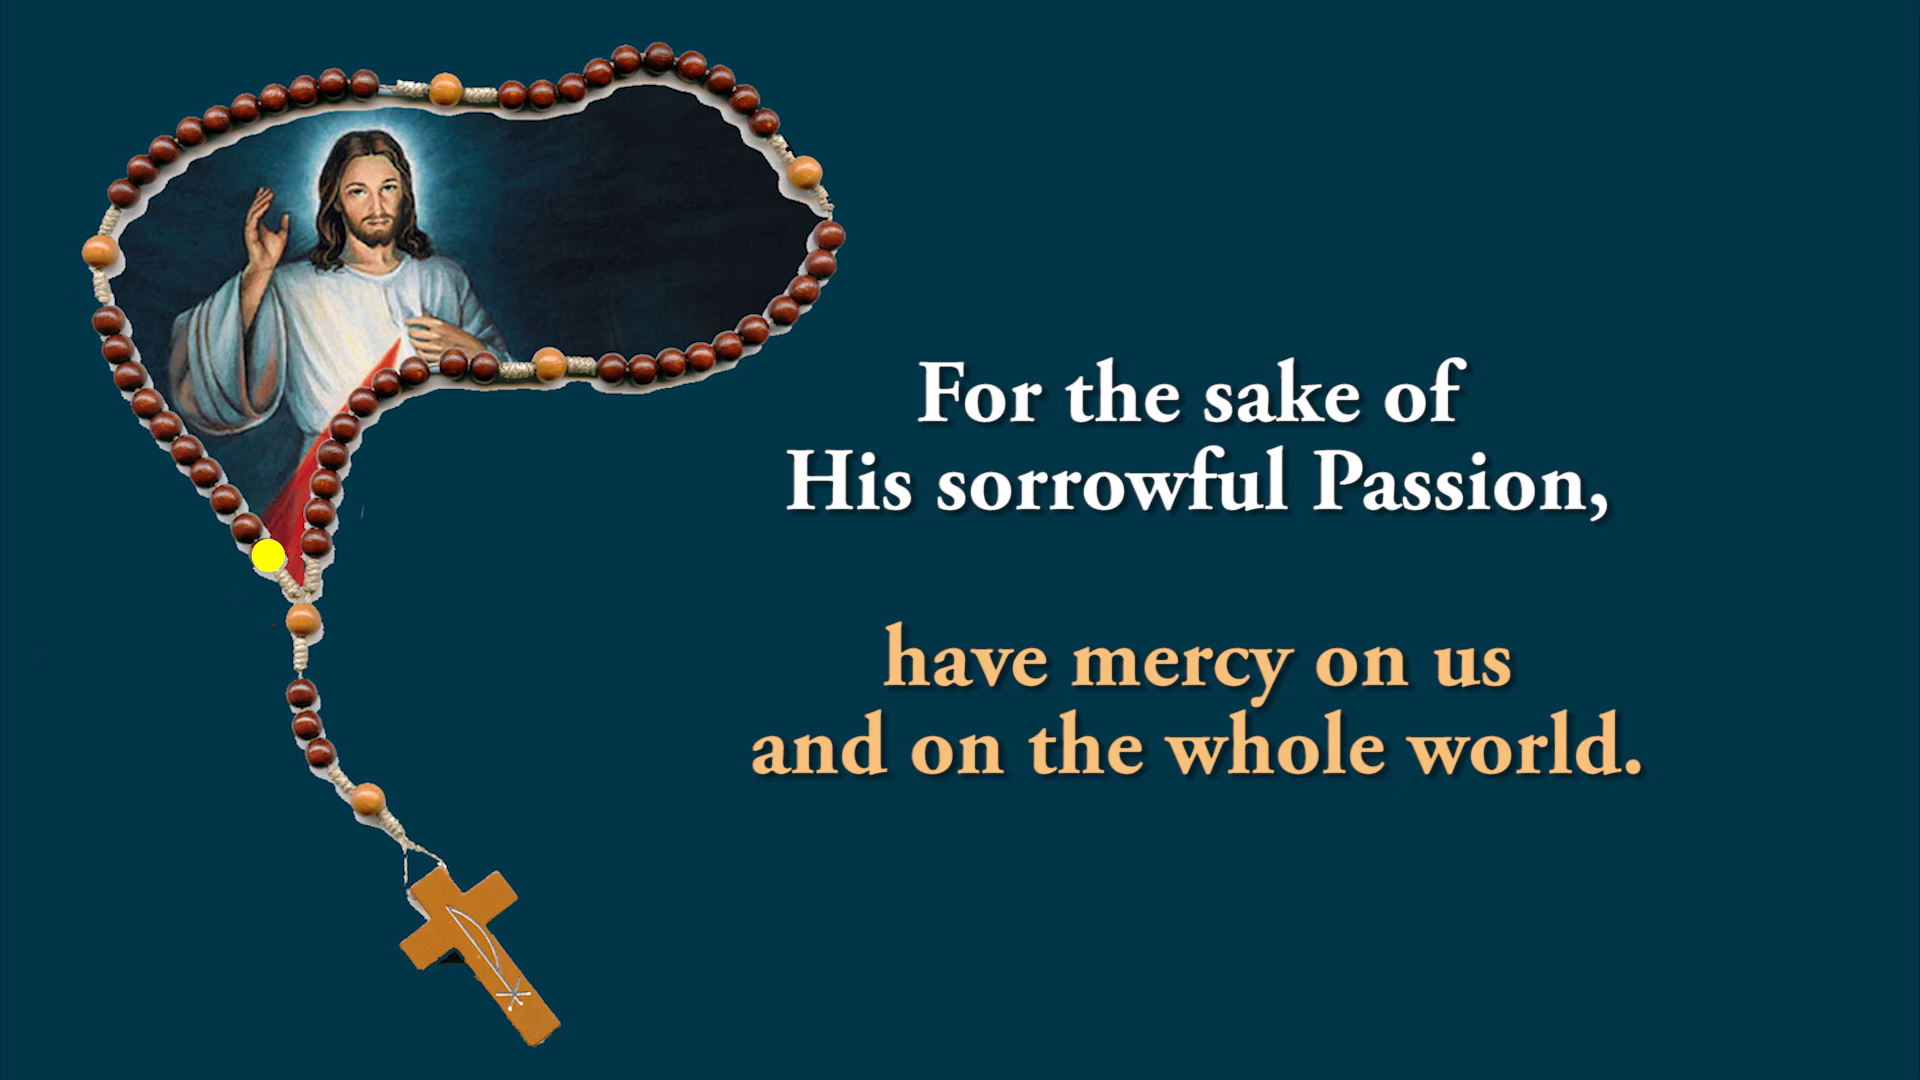 For the sake of
His sorrowful Passion,
have mercy on us
and on the whole world.